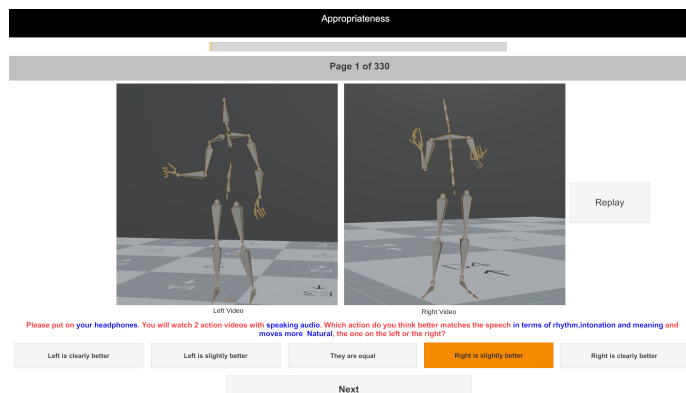 Appropriateness
Page 1 of 330
Replay
Left Video
Right Video
Please put on your headphones. You will watch 2 action videos with speaking audio. Which action do you think better matches the speech in terms of rhythm,intonation and meaning and
moves more Natural, the one on the left or the right?
Left is clearly better
Left is slightly better
They are equal
Right is slightly better
Right is clearly better
Next